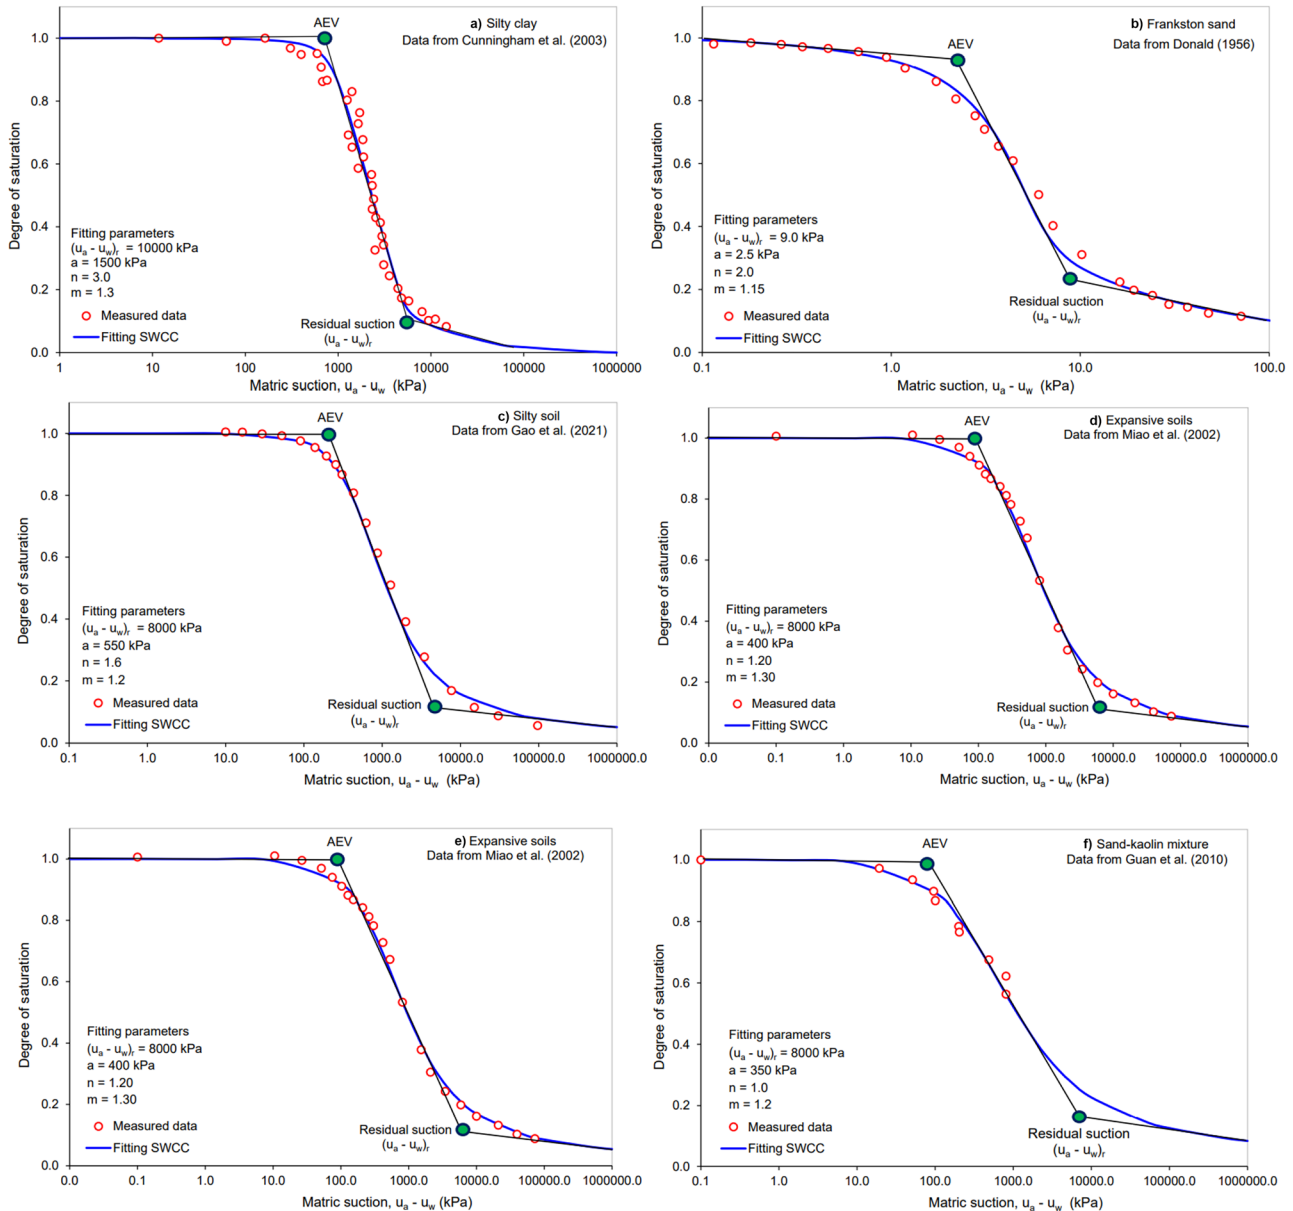 a) Silty clay
Data from Cunningham et al. (2003)
AEV
Degree of saturation
1.0
0.8
0.6
0.4
0.2
0.0
Fitting parameters
(ua - uw)r = 10000 kPa
a = 1500 kPa
n = 3.0
m = 1.3
Measured data
Fitting SWCC
Residual suction
(ua - uw)r
1 10 100 1000 10000 100000 1000000
Matric suction, ua - uw (kPa)
b) Frankston sand
Data from Donald (1956)
AEV
Degree of saturation
1.0
0.8
0.6
0.4
0.2
0.0
Fitting parameters
(ua - uw)r = 9.0 kPa
a = 2.5 kPa
n = 2.0
m = 1.15
Measured data
Fitting SWCC
Residual suction
(ua - uw)r
0.1 1.0 10.0 100.0
Matric suction, ua - uw (kPa)
c) Silty soil
Data from Gao et al. (2021)
AEV
Degree of saturation
1.0
0.8
0.6
0.4
0.2
0.0
Fitting parameters
(ua - uw)r = 8000 kPa
a = 550 kPa
n = 1.6
m = 1.2
Measured data
Fitting SWCC
Residual suction
(ua - uw)r
0.1 1.0 10.0 100.0 1000.0 10000.0 100000.0 1000000.0
Matric suction, ua - uw (kPa)
d) Expansive soils
Data from Miao et al. (2002)
AEV
Degree of saturation
1.0
0.8
0.6
0.4
0.2
0.0
Fitting parameters
(ua - uw)r = 8000 kPa
a = 400 kPa
n = 1.20
m = 1.30
Measured data
Fitting SWCC
Residual suction
(ua - uw)r
0.0 0.1 1.0 10.0 100.0 1000.0 10000.0 100000.0 1000000.0
Matric suction, ua - uw (kPa)
e) Expansive soils
Data from Miao et al. (2002)
AEV
Degree of saturation
1.0
0.8
0.6
0.4
0.2
0.0
Fitting parameters
(ua - uw)r = 8000 kPa
a = 400 kPa
n = 1.20
m = 1.30
Measured data
Fitting SWCC
Residual suction
(ua - uw)r
0.0 0.1 1.0 10.0 100.0 1000.0 10000.0 100000.0 1000000.0
Matric suction, ua - uw (kPa)
f) Sand-kaolin mixture
Data from Guan et al. (2010)
AEV
Degree of saturation
1.0
0.8
0.6
0.4
0.2
0.0
Fitting parameters
(ua - uw)r = 8000 kPa
a = 350 kPa
n = 1.0
m = 1.2
Measured data
Fitting SWCC
Residual suction
(ua - uw)r
0.1 1.0 10.0 100.0 1000.0 10000.0 100000.0 1000000.0
Matric suction, ua - uw (kPa)